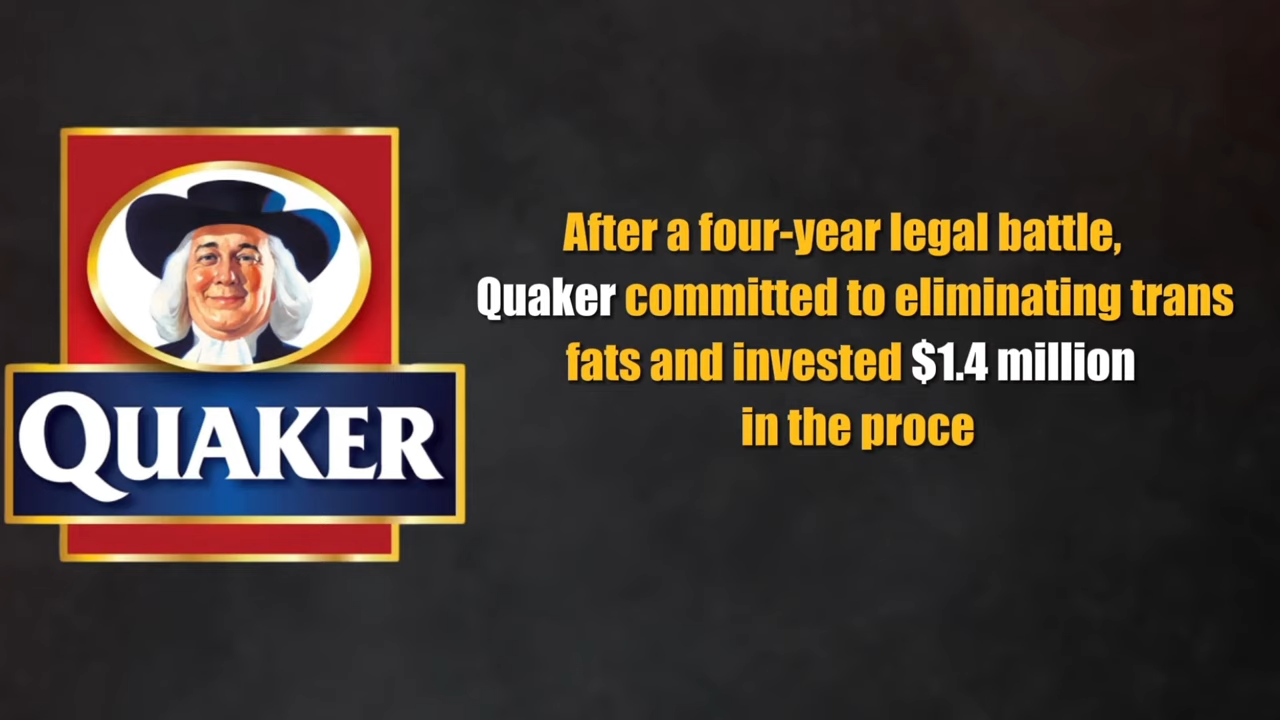 QUAKER
After a four-year legal battle,
Quaker committed to eliminating trans
fats and invested $1.4 million
in the proce